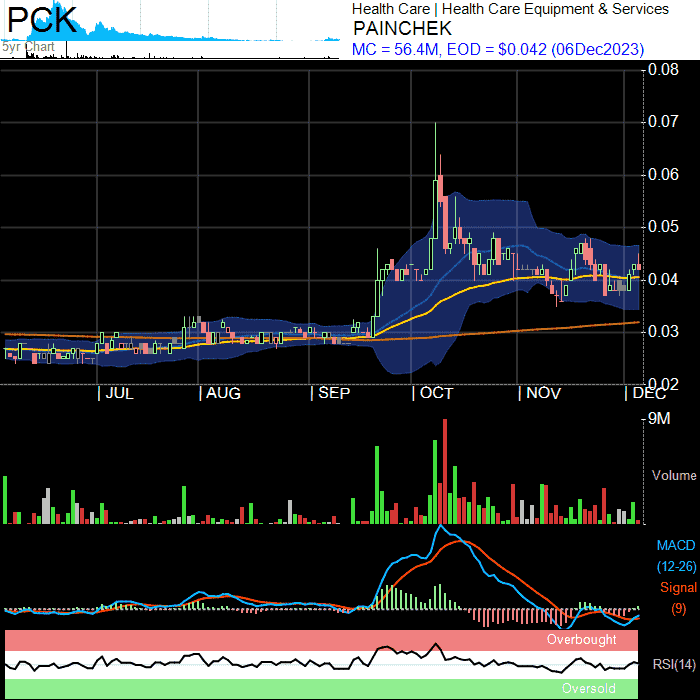 PCK
5yr Chart
Health Care | Health Care Equipment & Services
PAINCHEK
MC = 56.4M, EOD = $0.042 (06Dec2023)
0.08
0.07
0.06
0.05
0.04
0.03
0.02
JUL
AUG
SEP
OCT
NOV
DEC
9M
Volume
MACD
(12-26)
Signal
(9)
Overbought
RSI(14)
Oversold